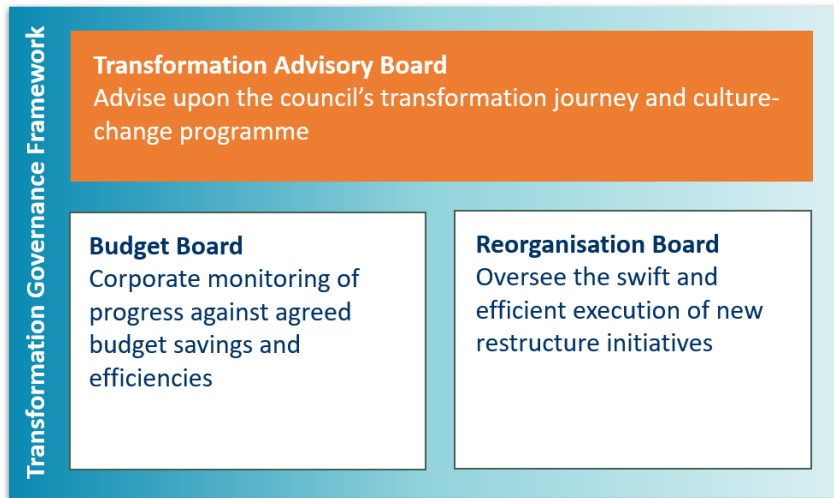 Transformation Governance Framework
Transformation Advisory Board
Advise upon the council’s transformation journey and culture-
change programme
Budget Board
Corporate monitoring of
progress against agreed
budget savings and
efficiencies
Reorganisation Board
Oversee the swift and
efficient execution of new
restructure initiatives